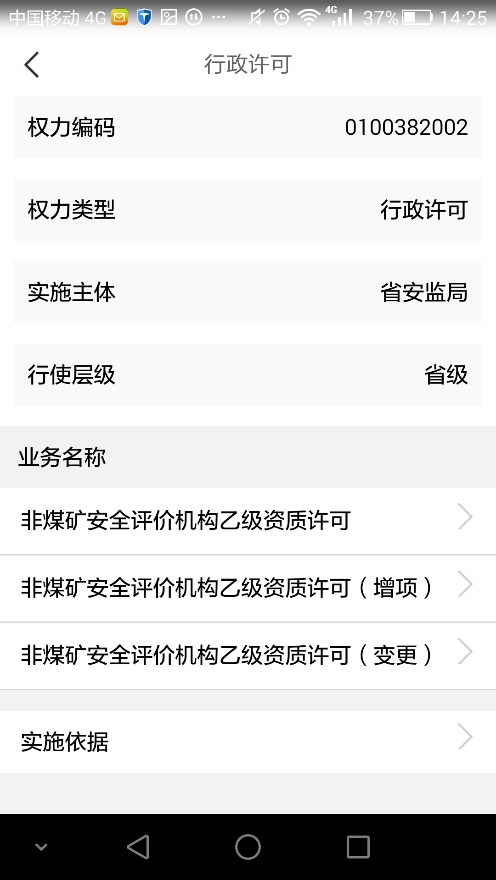 中国移动 4G ... 4G 37% 14:25
行政许可
权力编码 0100382002
权力类型 行政许可
实施主体 省安监局
行使层级 省级
业务名称
非煤矿安全评价机构乙级资质许可
非煤矿安全评价机构乙级资质许可（增项）
非煤矿安全评价机构乙级资质许可（变更）
实施依据